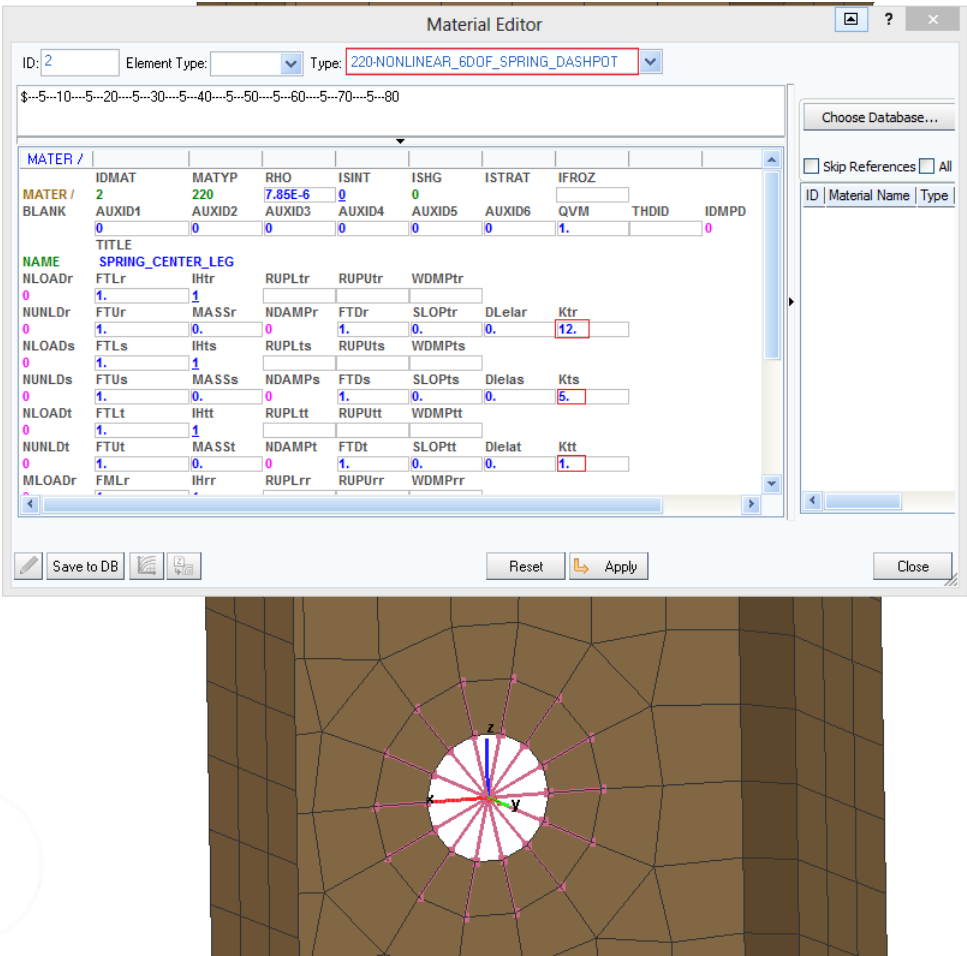 Material Editor
?
ID: 2 Element Type: Type: 220-NONLINEAR_6DOF_SPRING_DASHPOT
$---5---10----5---20----5---30----5---40----5---50----5---60----5---70----5---80
Choose Database...
Skip References All
ID Material Name Type
MATER /
IDMAT MATYP RHO ISINT ISHG ISTRAT IFROZ
MATER / 2 220 7.85E-6 0 0
BLANK AUXID1 AUXID2 AUXID3 AUXID4 AUXID5 AUXID6 QVM THDID IDMPD
0 0 0 0 0 0 1. 0
TITLE
NAME SPRING_CENTER_LEG
NLOADr FTLr IHtr RUPLtr RUPUtr WDMPtr
0 1. 1
NUNLDr FTUr MASSr NDAMPr FTDr SLOPtr DLelar Ktr
0 1. 0. 0 1. 0. 0. 12.
NLOADs FTLs IHts RUPLts RUPUts WDMPts
0 1. 1
NUNLDs FTUs MASSs NDAMPs FTDs SLOPts Dlelas Kts
0 1. 0. 0 1. 0. 0. 5.
NLOADt FTLt IHtt RUPLtt RUPUtt WDMPtt
0 1. 1
NUNLDt FTUt MASSt NDAMPt FTDt SLOPtt Dlelat Ktt
0 1. 0. 0 1. 0. 0. 1.
MLOADr FMLr IHrr RUPLrr RUPUrr WDMPrr
Save to DB Reset Apply Close
z
x
y